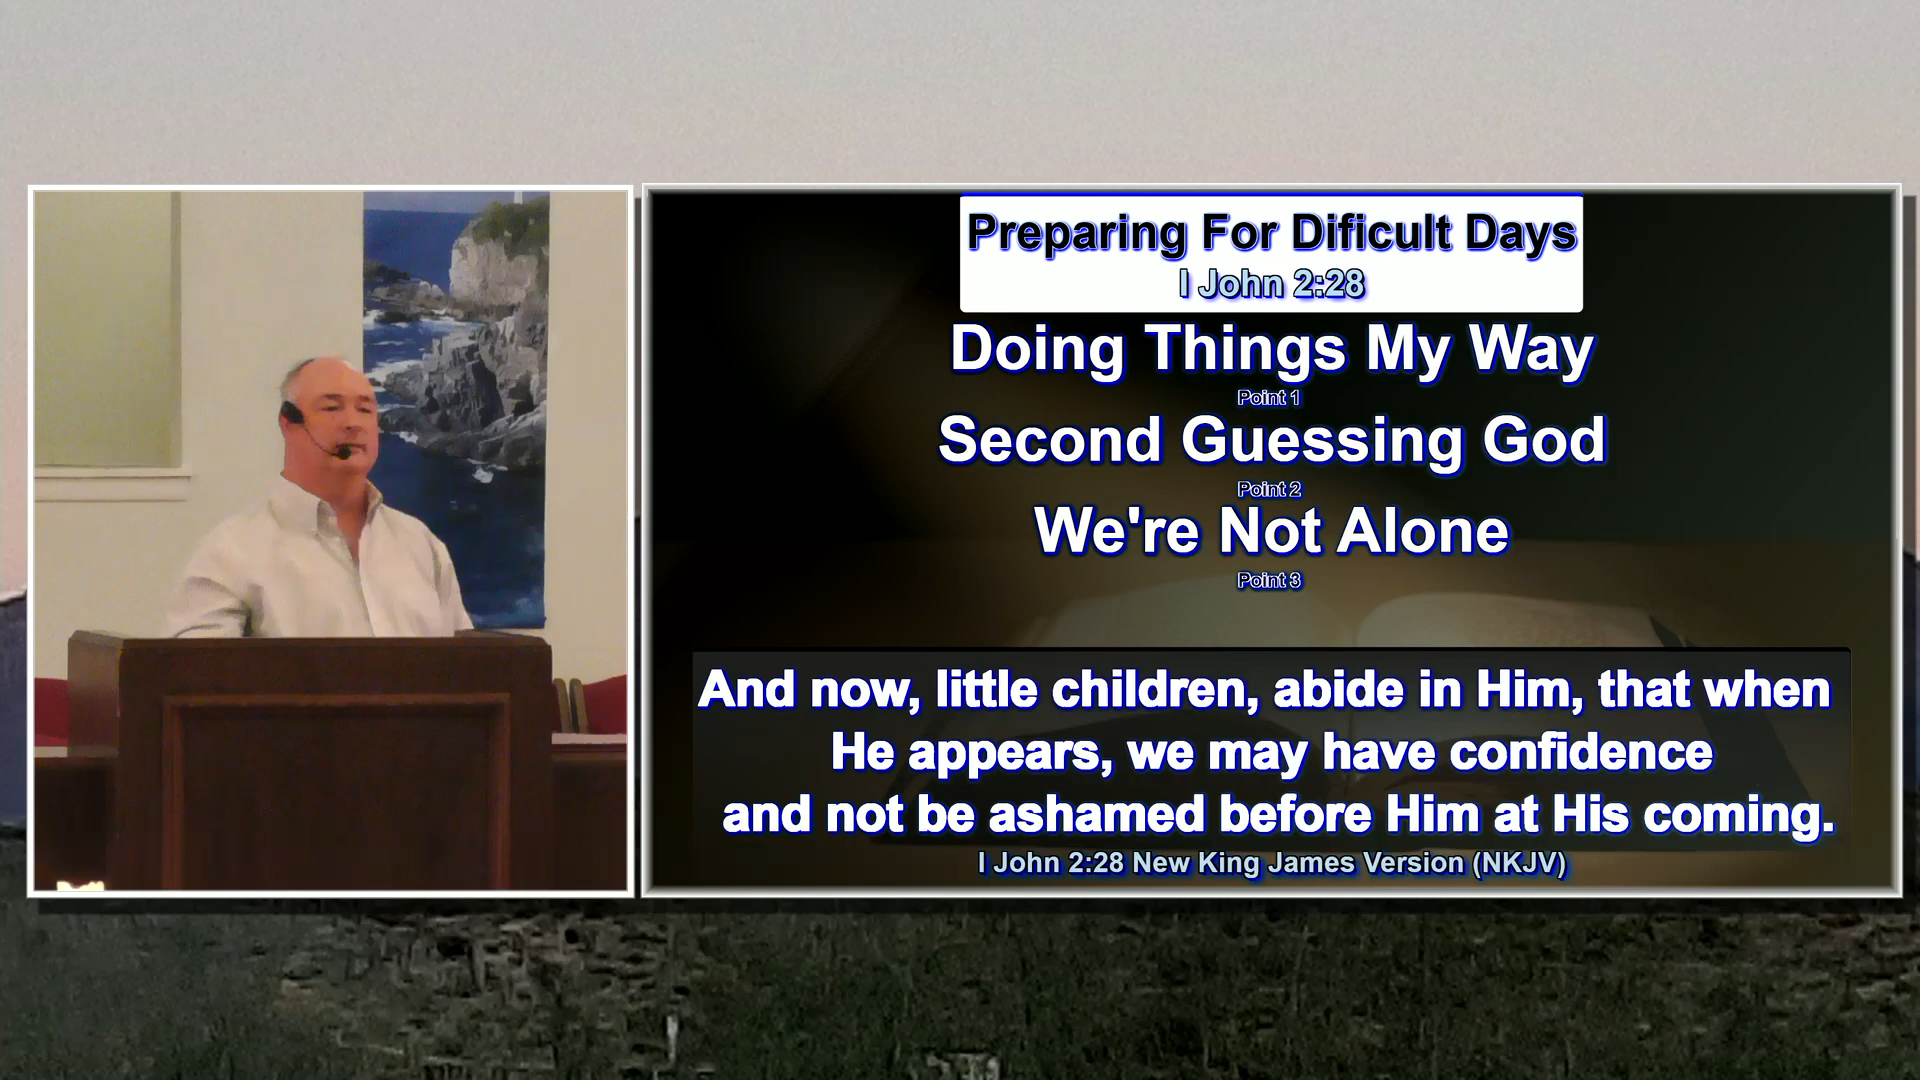 Preparing For Dificult Days
I John 2:28
Doing Things My Way
Point 1
Second Guessing God
Point 2
We're Not Alone
Point 3
And now, little children, abide in Him, that when
He appears, we may have confidence
and not be ashamed before Him at His coming.
I John 2:28 New King James Version (NKJV)